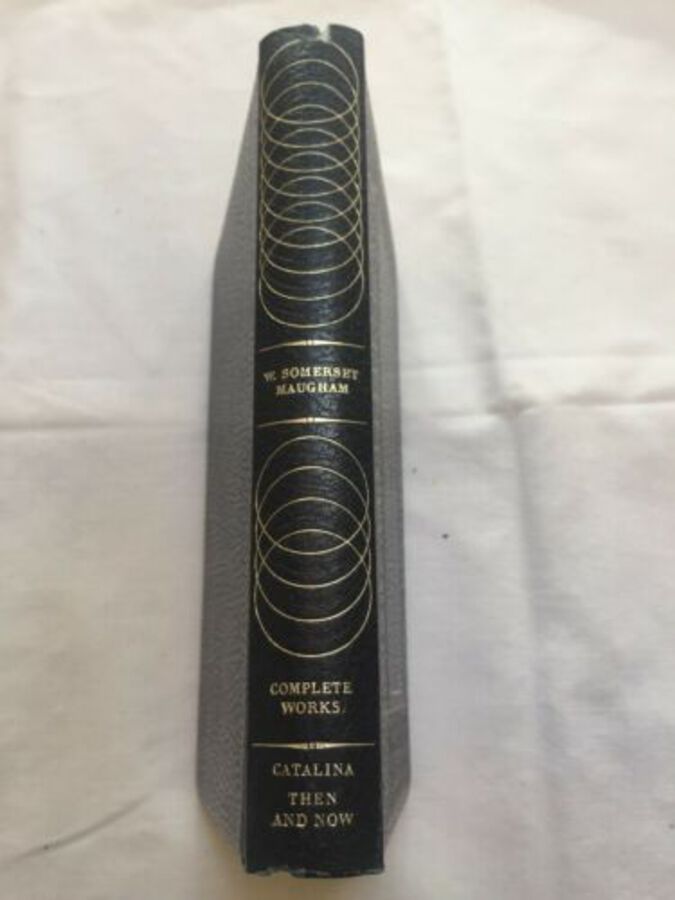 W. SOMERSET
MAUGHAM
COMPLETE
WORKS
CATALINA
THEN
AND NOW